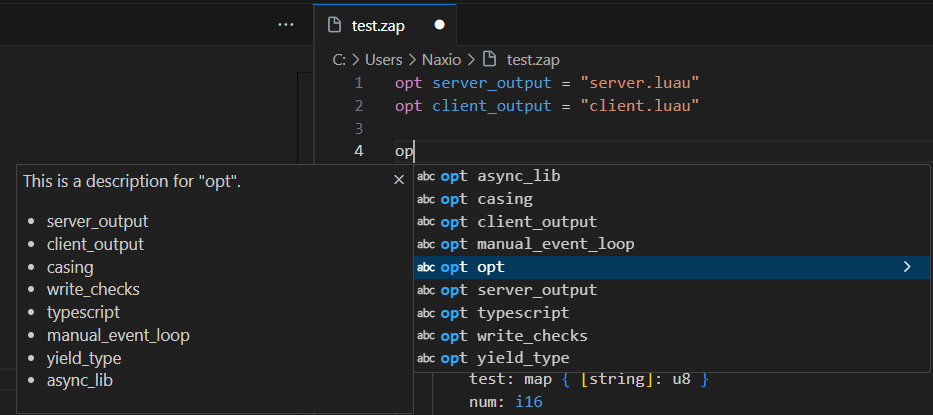 ... test.zap ●
C: > Users > Naxio > test.zap
1 opt server_output = "server.luau"
2 opt client_output = "client.luau"
3
4 op
This is a description for "opt". ×
• server_output
• client_output
• casing
• write_checks
• typescript
• manual_event_loop
• yield_type
• async_lib
abc opt async_lib
abc opt casing
abc opt client_output
abc opt manual_event_loop
abc opt opt >
abc opt server_output
abc opt typescript
abc opt write_checks
abc opt yield_type
test: map { [string]: u8 }
num: i16